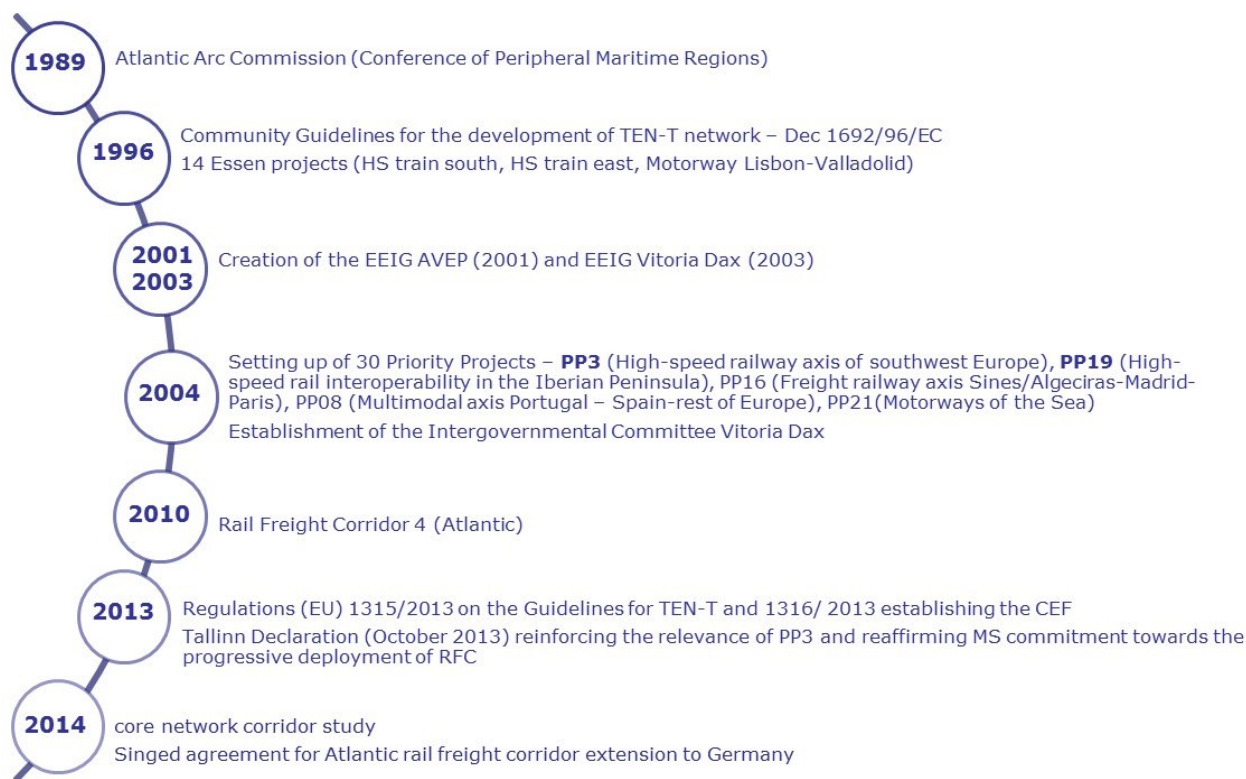 1989
Atlantic Arc Commission (Conference of Peripheral Maritime Regions)
1996
Community Guidelines for the development of TEN-T network – Dec 1692/96/EC
14 Essen projects (HS train south, HS train east, Motorway Lisbon-Valladolid)
2001
2003
Creation of the EEIG AVEP (2001) and EEIG Vitoria Dax (2003)
2004
Setting up of 30 Priority Projects – PP3 (High-speed railway axis of southwest Europe), PP19 (High-
speed rail interoperability in the Iberian Peninsula), PP16 (Freight railway axis Sines/Algeciras-Madrid-
Paris), PP08 (Multimodal axis Portugal – Spain-rest of Europe), PP21(Motorways of the Sea)
Establishment of the Intergovernmental Committee Vitoria Dax
2010
Rail Freight Corridor 4 (Atlantic)
2013
Regulations (EU) 1315/2013 on the Guidelines for TEN-T and 1316/ 2013 establishing the CEF
Tallinn Declaration (October 2013) reinforcing the relevance of PP3 and reaffirming MS commitment towards the
progressive deployment of RFC
2014
core network corridor study
Singed agreement for Atlantic rail freight corridor extension to Germany